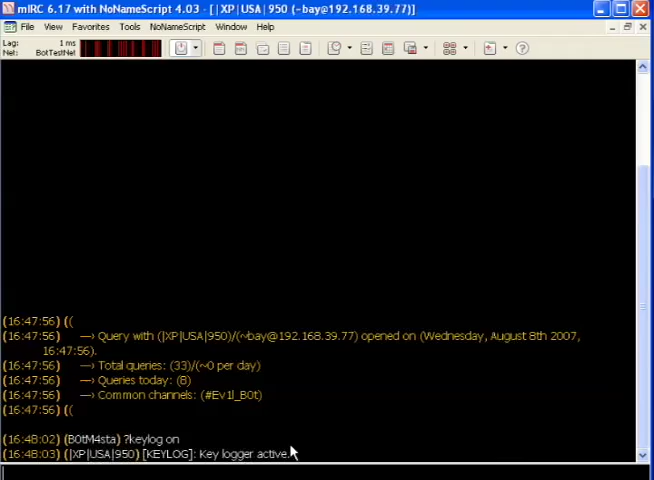 mIRC 6.17 with NoNameScript 4.03 - [|XP|USA|950 (~bay@192.168.39.77)]
File View Favorites Tools NoNameScript Window Help
Lag: 1 ms
Net: BotTestNet
(16:47:56) ((
(16:47:56) —› Query with (|XP|USA|950)/(~bay@192.168.39.77) opened on (Wednesday, August 8th 2007,
16:47:56).
(16:47:56) —› Total queries: (33)/(~0 per day)
(16:47:56) —› Queries today: (8)
(16:47:56) —› Common channels: (#Ev1l_B0t)
(16:47:56) ((
(16:48:02) (B0tM4sta) ?keylog on
(16:48:03) (|XP|USA|950) [KEYLOG]: Key logger active.